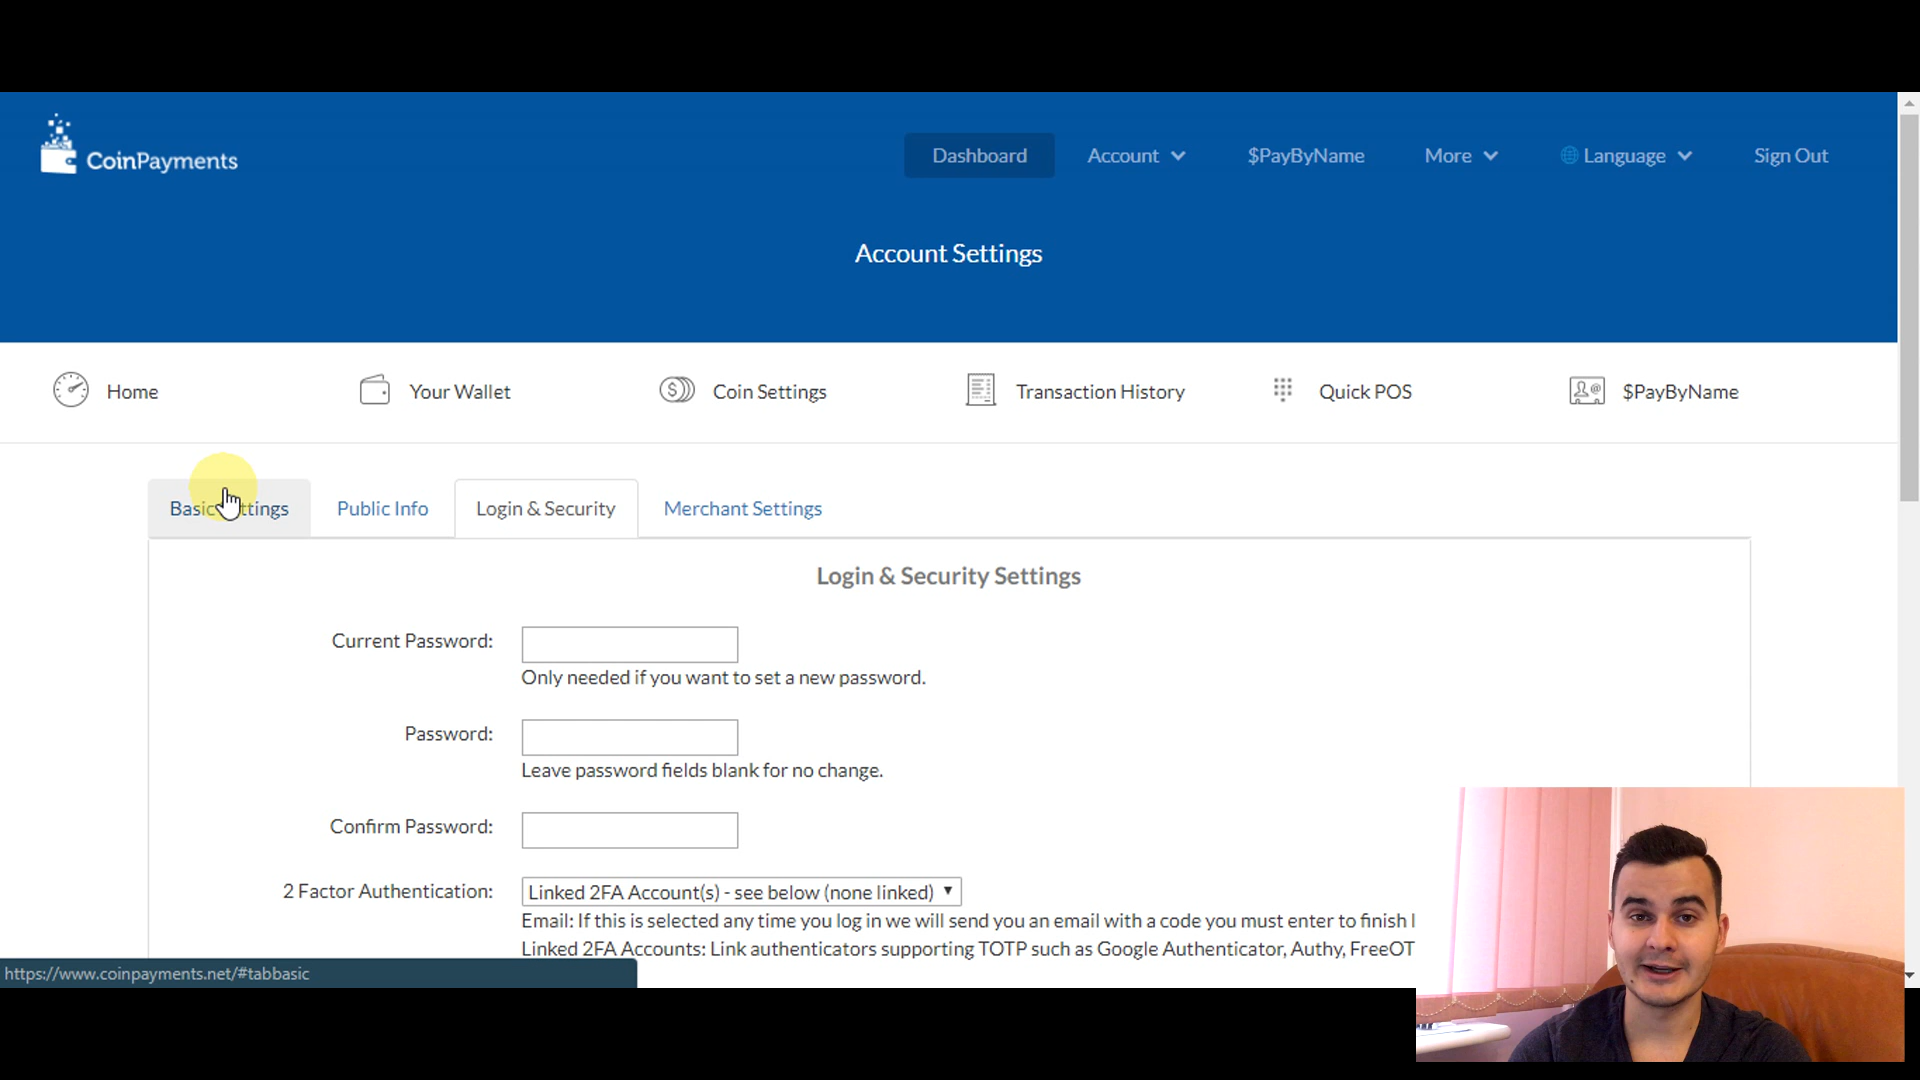 CoinPayments
Dashboard
Account
$PayByName
More
Language
Sign Out
Account Settings
Home
Your Wallet
Coin Settings
Transaction History
Quick POS
$PayByName
Public Info
Login & Security
Merchant Settings
Login & Security Settings
Current Password:
Only needed if you want to set a new password.
Password:
Leave password fields blank for no change.
Confirm Password:
2 Factor Authentication:
Linked 2FA Account(s) - see below (none linked)
Email: If this is selected any time you log in we will send you an email with a code you must enter to finish
Linked 2FA Accounts: Link authenticators supporting TOTP such as Google Authenticator, Authy, FreeOT
https://www.coinpayments.net/#tabbasic